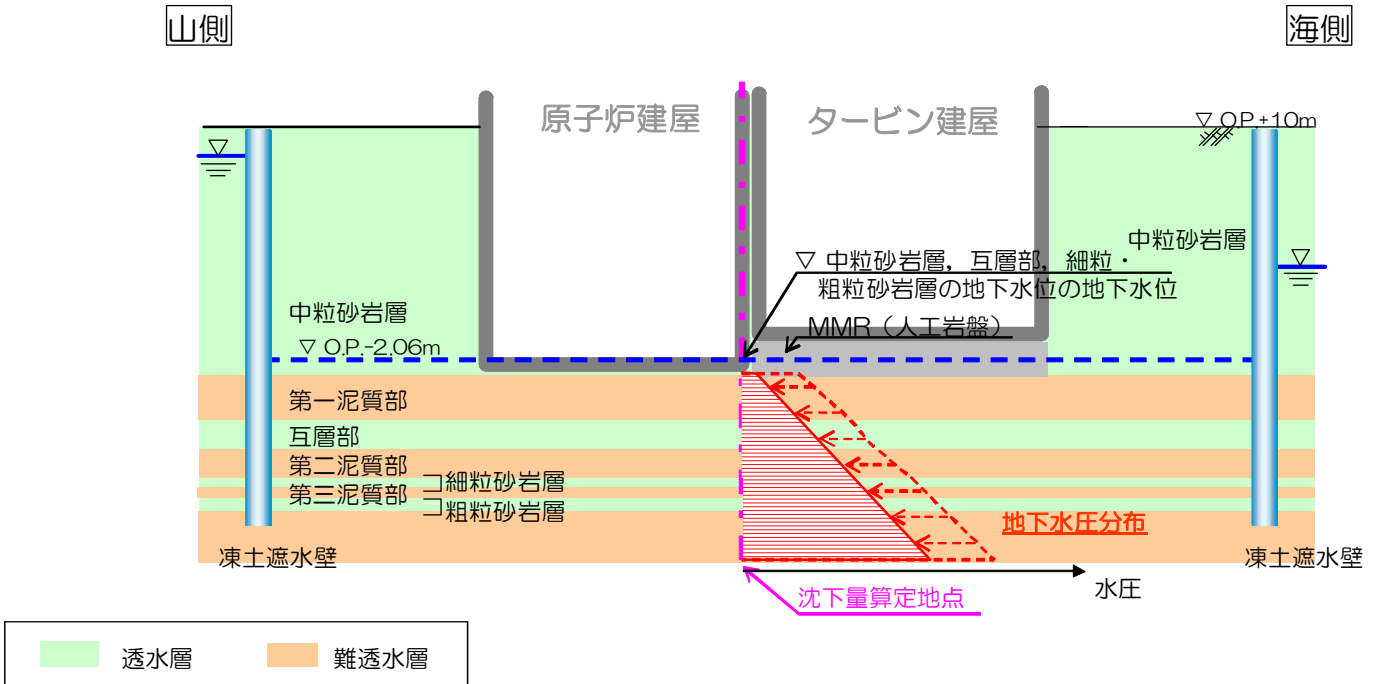 山側
海側
原子炉建屋
タービン建屋
▽ O.P.+10m
中粒砂岩層
▽ 中粒砂岩層，互層部，細粒・
粗粒砂岩層の地下水位の地下水位
MMR（人工岩盤）
中粒砂岩層
▽ O.P.-2.06m
第一泥質部
互層部
第二泥質部
細粒砂岩層
第三泥質部
粗粒砂岩層
地下水圧分布
凍土遮水壁
凍土遮水壁
水圧
沈下量算定地点
透水層
難透水層